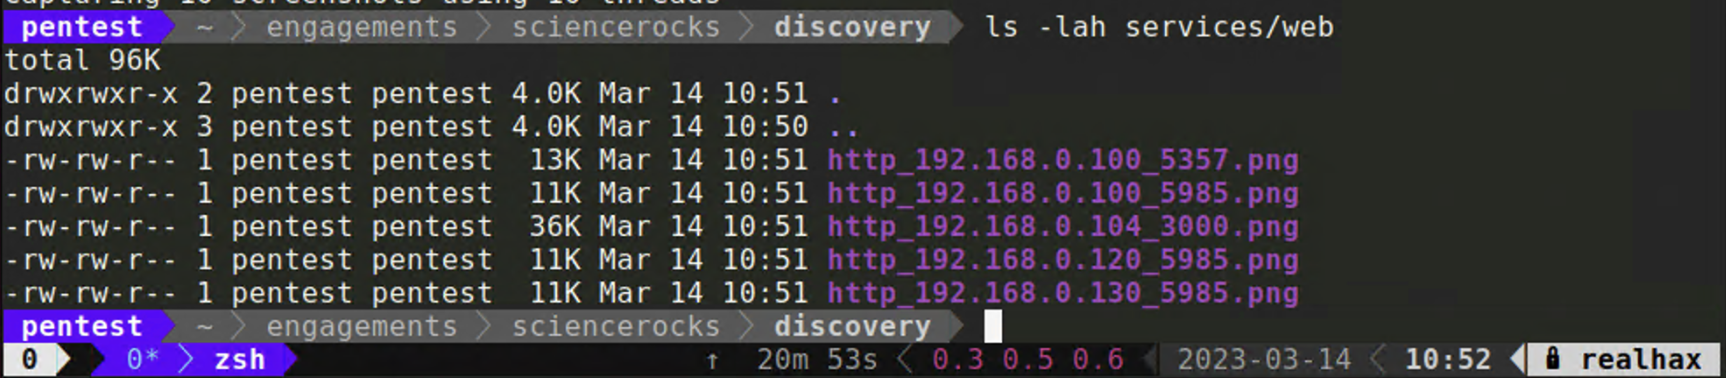 capturing 10 screenshots using 10 threads
pentest ~ engagements sciencerocks discovery ls -lah services/web
total 96K
drwxrwxr-x 2 pentest pentest 4.0K Mar 14 10:51 .
drwxrwxr-x 3 pentest pentest 4.0K Mar 14 10:50 ..
-rw-rw-r-- 1 pentest pentest 13K Mar 14 10:51 http_192.168.0.100_5357.png
-rw-rw-r-- 1 pentest pentest 11K Mar 14 10:51 http_192.168.0.100_5985.png
-rw-rw-r-- 1 pentest pentest 36K Mar 14 10:51 http_192.168.0.104_3000.png
-rw-rw-r-- 1 pentest pentest 11K Mar 14 10:51 http_192.168.0.120_5985.png
-rw-rw-r-- 1 pentest pentest 11K Mar 14 10:51 http_192.168.0.130_5985.png
pentest ~ engagements sciencerocks discovery
0 0* zsh ↑ 20m 53s 0.3 0.5 0.6 2023-03-14 10:52 realhax